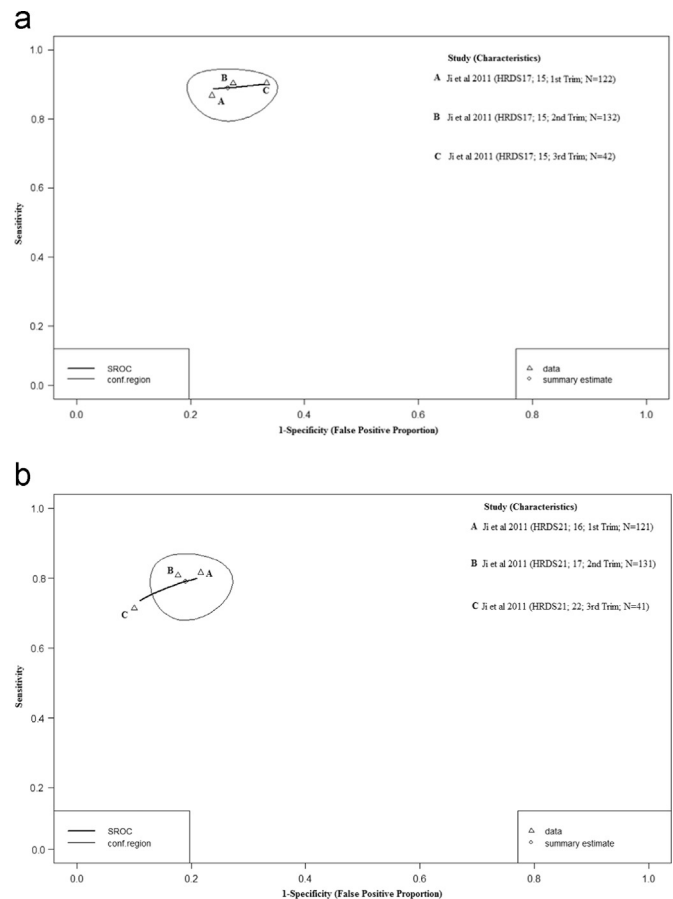 a
1.0
0.8
0.6
0.4
0.2
0.0
Sensitivity
Study (Characteristics)
A Ji et al 2011 (HRDS17; 15; 1st Trim; N=122)
B Ji et al 2011 (HRDS17; 15; 2nd Trim; N=132)
C Ji et al 2011 (HRDS17; 15; 3rd Trim; N=42)
B
A
C
SROC
conf.region
data
summary estimate
0.0 0.2 0.4 0.6 0.8 1.0
1-Specificity (False Positive Proportion)
b
1.0
0.8
0.6
0.4
0.2
0.0
Sensitivity
Study (Characteristics)
A Ji et al 2011 (HRDS21; 16; 1st Trim; N=121)
B Ji et al 2011 (HRDS21; 17; 2nd Trim; N=131)
C Ji et al 2011 (HRDS21; 22; 3rd Trim; N=41)
B
A
C
SROC
conf.region
data
summary estimate
0.0 0.2 0.4 0.6 0.8 1.0
1-Specificity (False Positive Proportion)